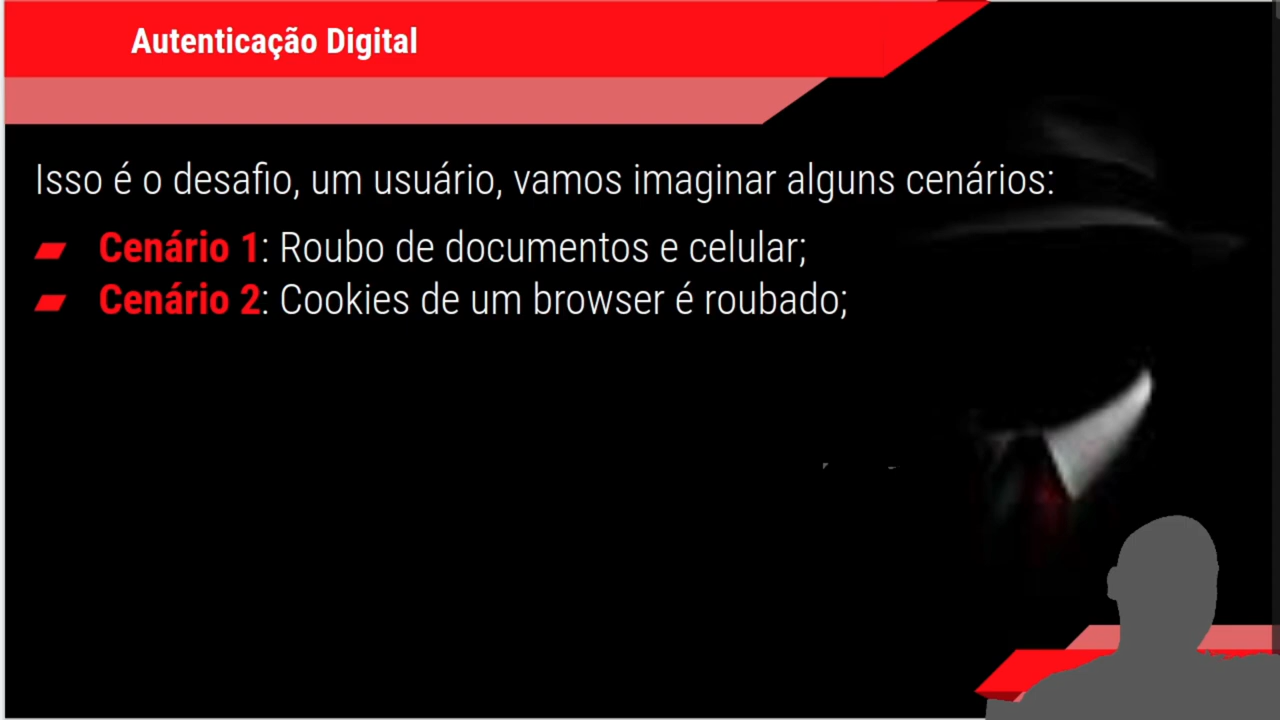 Autenticação Digital
Isso é o desafio, um usuário, vamos imaginar alguns cenários:
Cenário 1: Roubo de documentos e celular;
Cenário 2: Cookies de um browser é roubado;